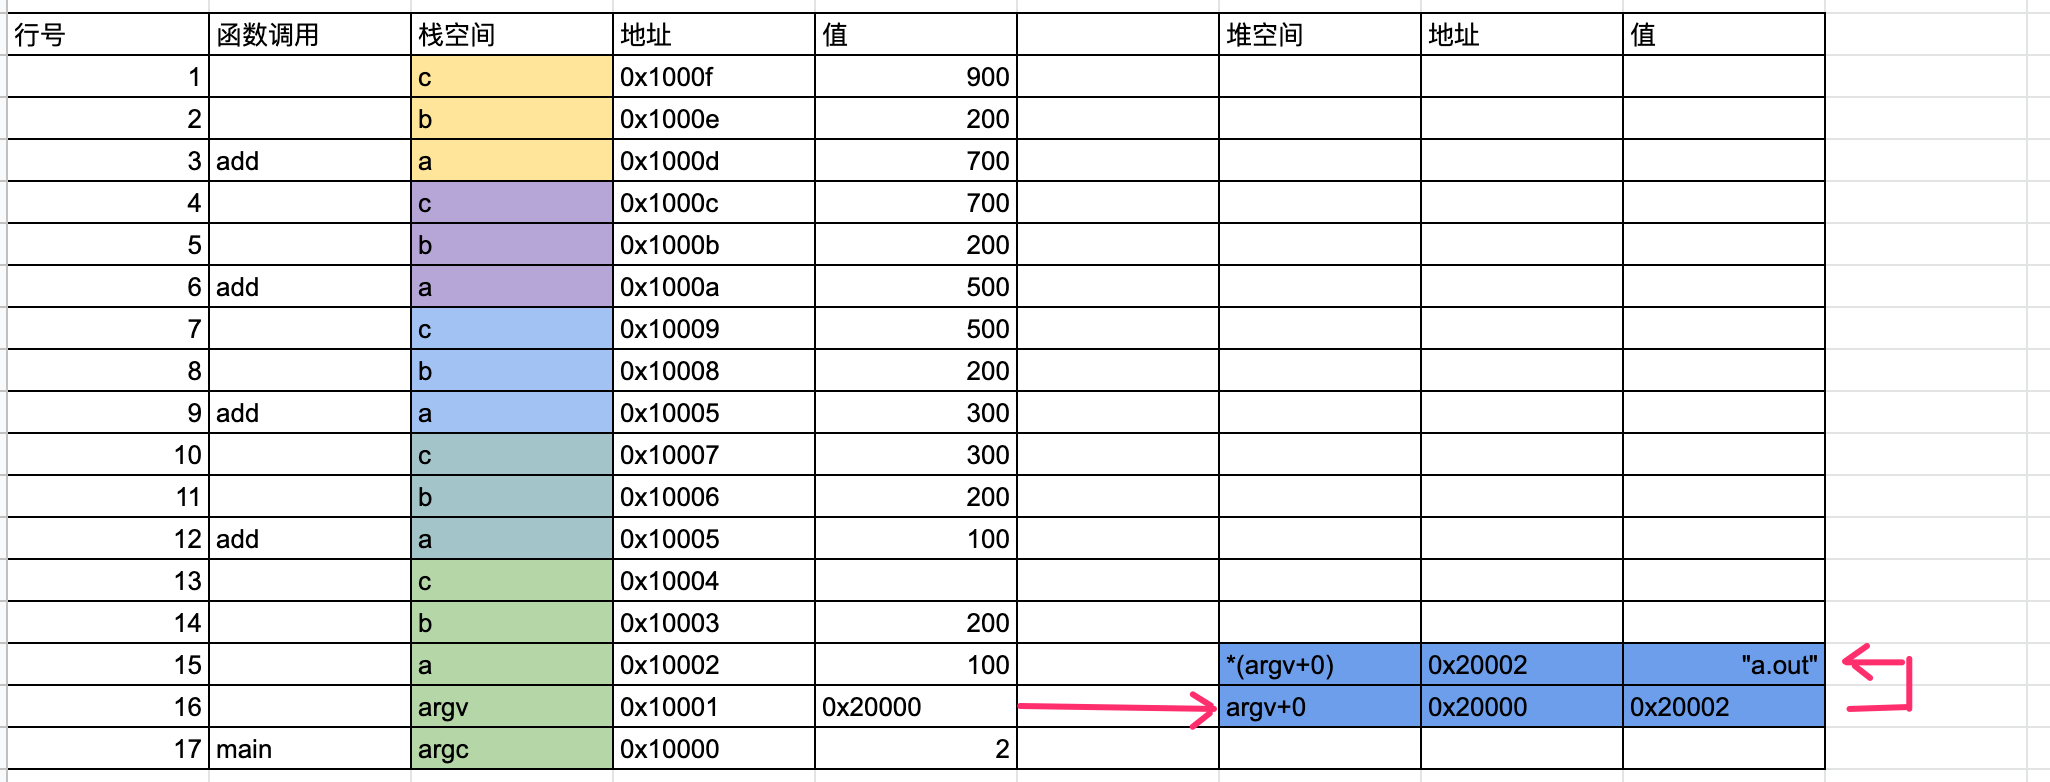 行号 函数调用 栈空间 地址 值 堆空间 地址 值
1 c 0x1000f 900
2 b 0x1000e 200
3 add a 0x1000d 700
4 c 0x1000c 700
5 b 0x1000b 200
6 add a 0x1000a 500
7 c 0x10009 500
8 b 0x10008 200
9 add a 0x10005 300
10 c 0x10007 300
11 b 0x10006 200
12 add a 0x10005 100
13 c 0x10004
14 b 0x10003 200
15 a 0x10002 100 *(argv+0) 0x20002 "a.out"
16 argv 0x10001 0x20000 argv+0 0x20000 0x20002
17 main argc 0x10000 2